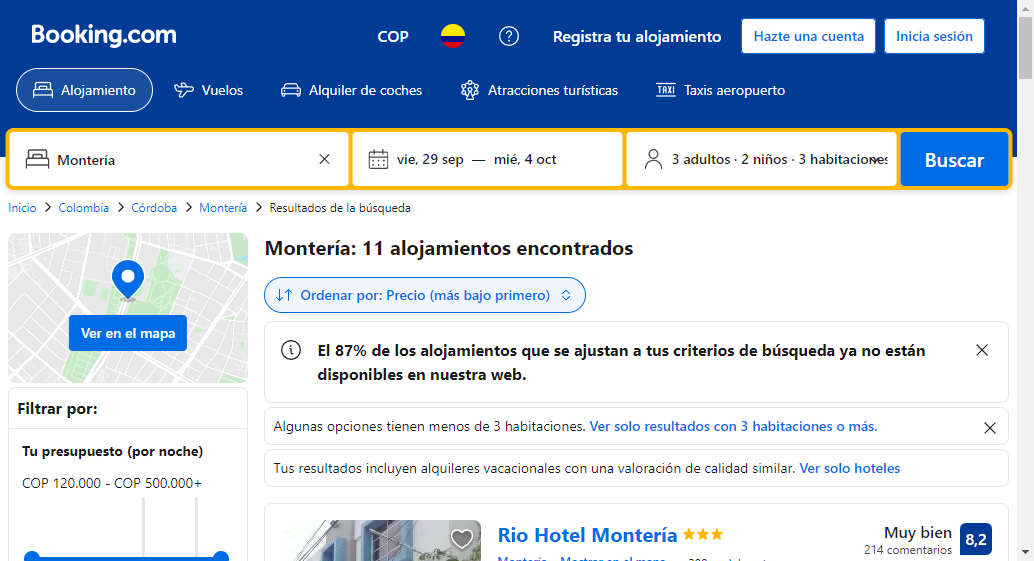 Booking.com
COP
Registra tu alojamiento
Hazte una cuenta
Inicia sesión
Alojamiento
Vuelos
Alquiler de coches
Atracciones turísticas
TAXI
Taxis aeropuerto
Montería
vie, 29 sep — mié, 4 oct
3 adultos · 2 niños · 3 habitaciones
Buscar
Inicio > Colombia > Córdoba > Montería > Resultados de la búsqueda
Ver en el mapa
Filtrar por:
Tu presupuesto (por noche)
COP 120.000 - COP 500.000+
Montería: 11 alojamientos encontrados
Ordenar por: Precio (más bajo primero)
El 87% de los alojamientos que se ajustan a tus criterios de búsqueda ya no están
disponibles en nuestra web.
Algunas opciones tienen menos de 3 habitaciones. Ver solo resultados con 3 habitaciones o más.
Tus resultados incluyen alquileres vacacionales con una valoración de calidad similar. Ver solo hoteles
Rio Hotel Montería
Muy bien
214 comentarios
8,2
Montería Mostrar en el mapa